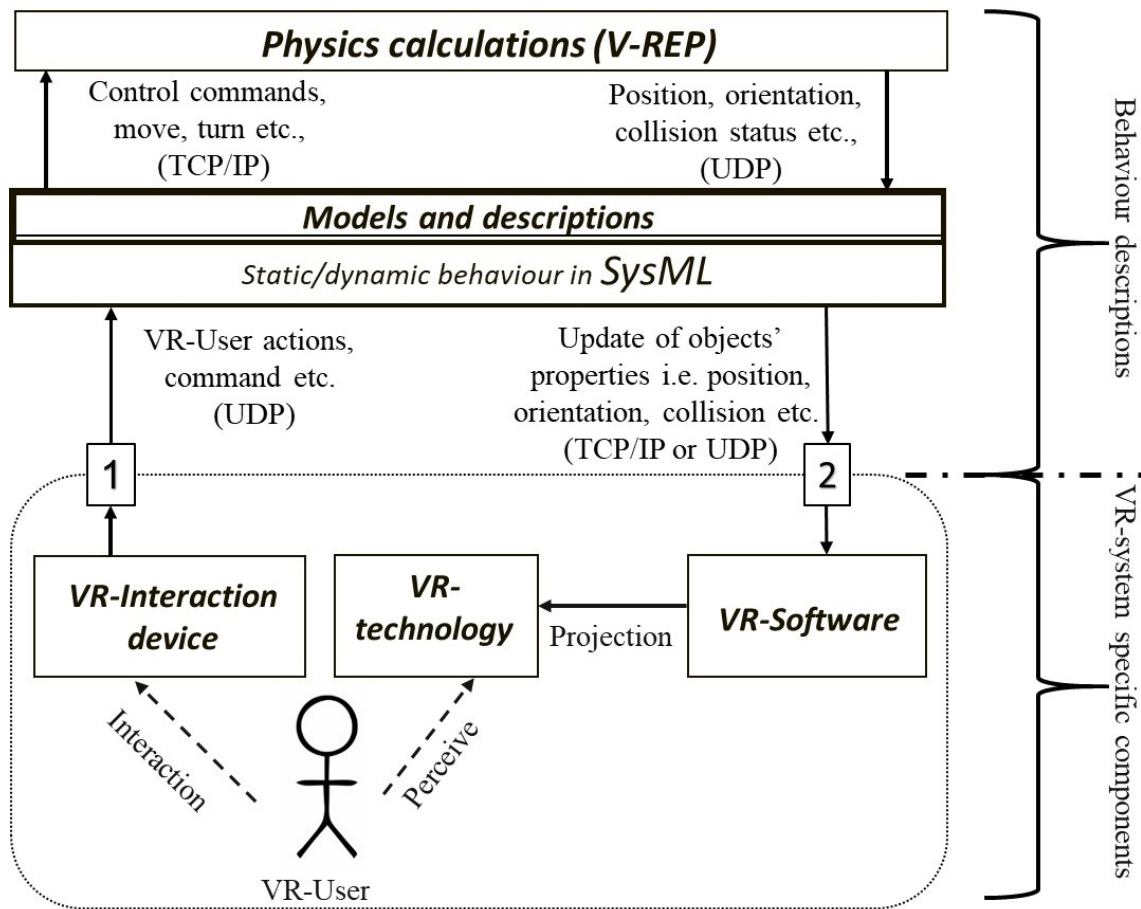 Physics calculations (V-REP)
Control commands,
move, turn etc.,
(TCP/IP)
Position, orientation,
collision status etc.,
(UDP)
Models and descriptions
Static/dynamic behaviour in SysML
VR-User actions,
command etc.
(UDP)
Update of objects’
properties i.e. position,
orientation, collision etc.
(TCP/IP or UDP)
1
2
VR-Interaction
device
VR-
technology
Projection
VR-Software
Interaction
Perceive
VR-User
Behaviour descriptions
VR-system specific components